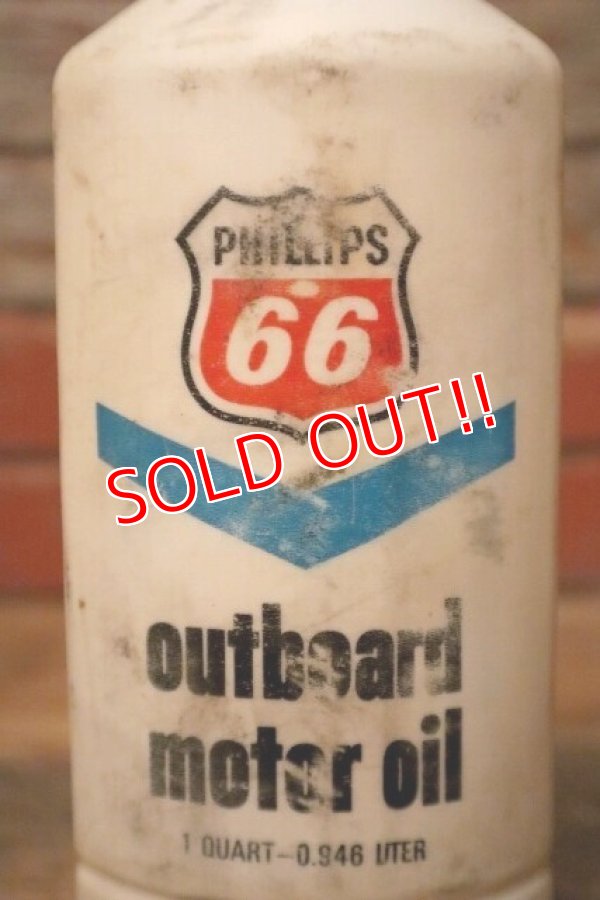 PHILLIPS
66
SOLD OUT!!
outboard
motor oil
1 QUART-0.946 LITER